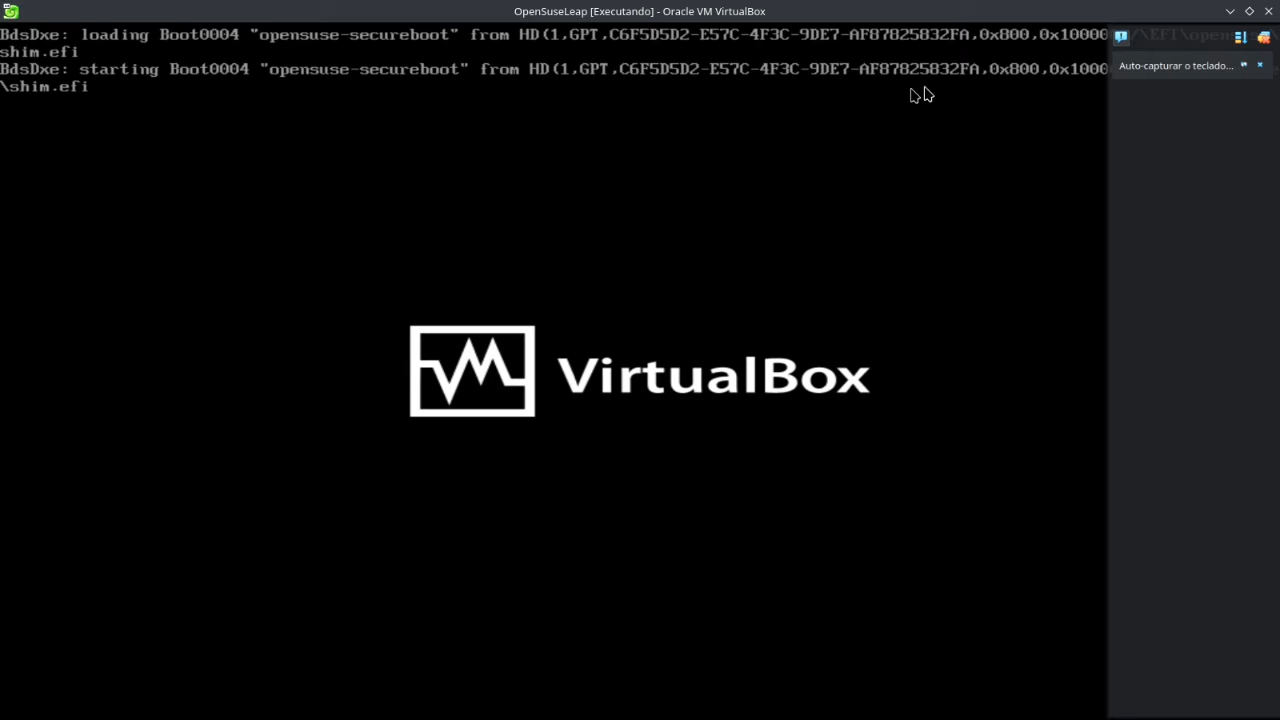 OpenSuseLeap [Executando] - Oracle VM VirtualBox
BdsDxe: loading Boot0004 "opensuse-secureboot" from HD(1,GPT,C6F5D5D2-E57C-4F3C-9DE7-AF87825832FA,0x800,0x10000
shim.efi
BdsDxe: starting Boot0004 "opensuse-secureboot" from HD(1,GPT,C6F5D5D2-E57C-4F3C-9DE7-AF87825832FA,0x800,0x1000
\shim.efi
Auto-capturar o teclado...
VirtualBox